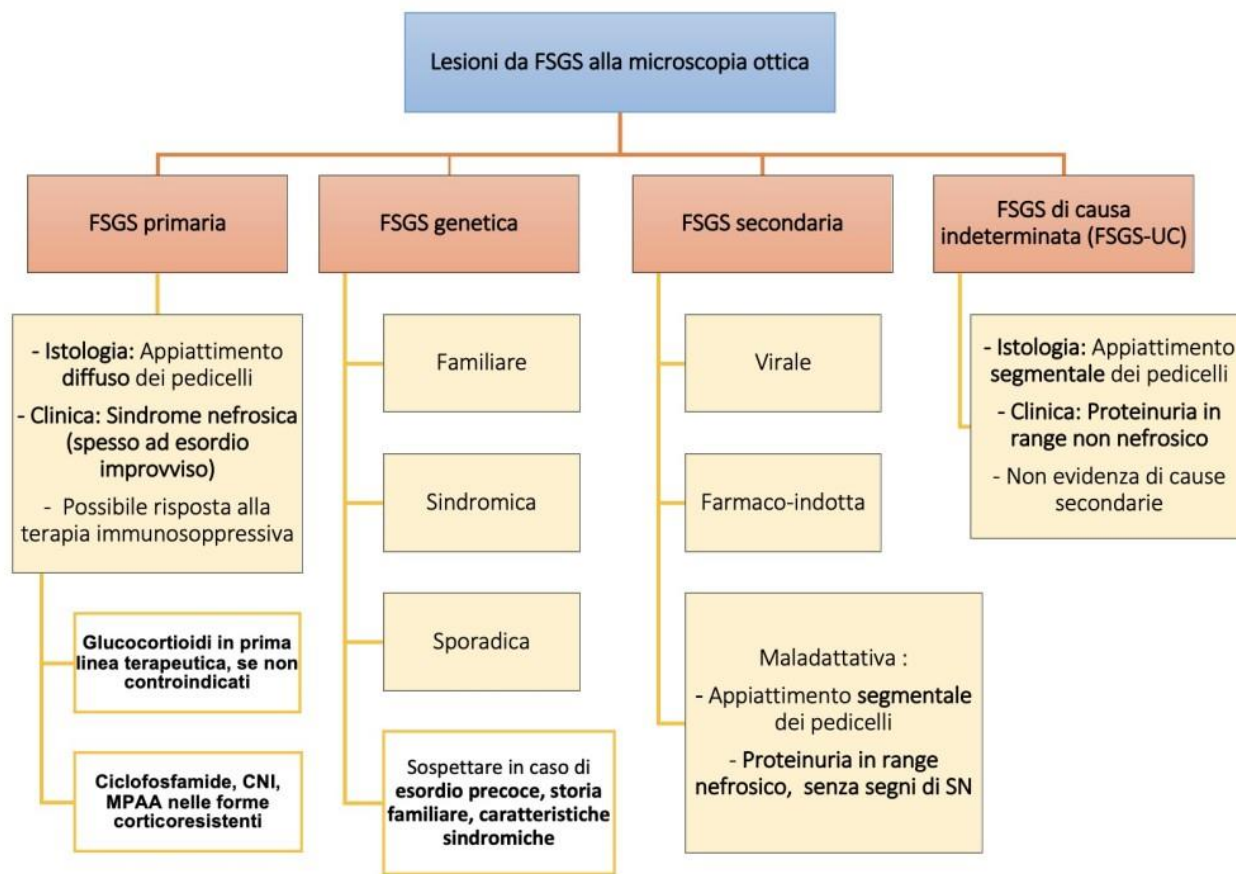 Lesioni da FSGS alla microscopia ottica
FSGS primaria
- Istologia: Appiattimento
diffuso dei pedicelli
- Clinica: Sindrome nefrosica
(spesso ad esordio
improvviso)
- Possibile risposta alla
terapia immunosoppressiva
Glucocortioidi in prima
linea terapeutica, se non
controindicati
Ciclofosfamide, CNI,
MPAA nelle forme
corticoresistenti
FSGS genetica
Familiare
Sindromica
Sporadica
Sospettare in caso di
esordio precoce, storia
familiare, caratteristiche
sindromiche
FSGS secondaria
Virale
Farmaco-indotta
Maladattativa :
- Appiattimento segmentale
dei pedicelli
- Proteinuria in range
nefrosico, senza segni di SN
FSGS di causa
indeterminata (FSGS-UC)
- Istologia: Appiattimento
segmentale dei pedicelli
- Clinica: Proteinuria in
range non nefrosico
- Non evidenza di cause
secondarie